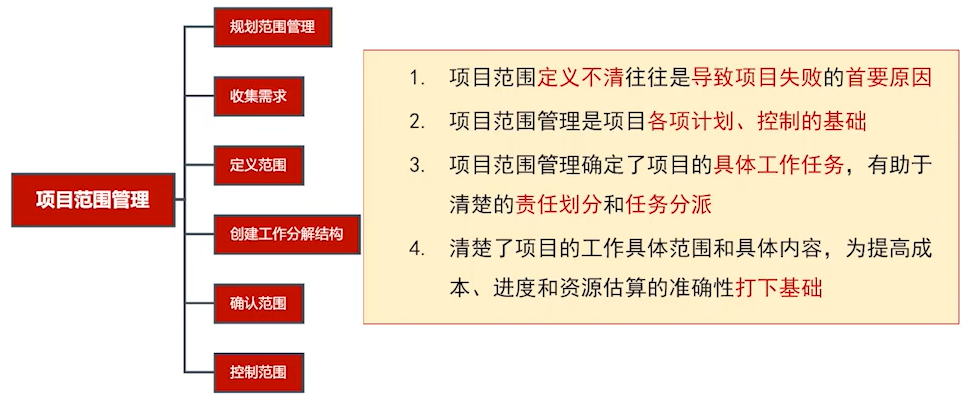 项目范围管理
规划范围管理
收集需求
定义范围
创建工作分解结构
确认范围
控制范围
1. 项目范围定义不清往往是导致项目失败的首要原因
2. 项目范围管理是项目各项计划、控制的基础
3. 项目范围管理确定了项目的具体工作任务，有助于
清楚的责任划分和任务分派
4. 清楚了项目的工作具体范围和具体内容，为提高成
本、进度和资源估算的准确性打下基础